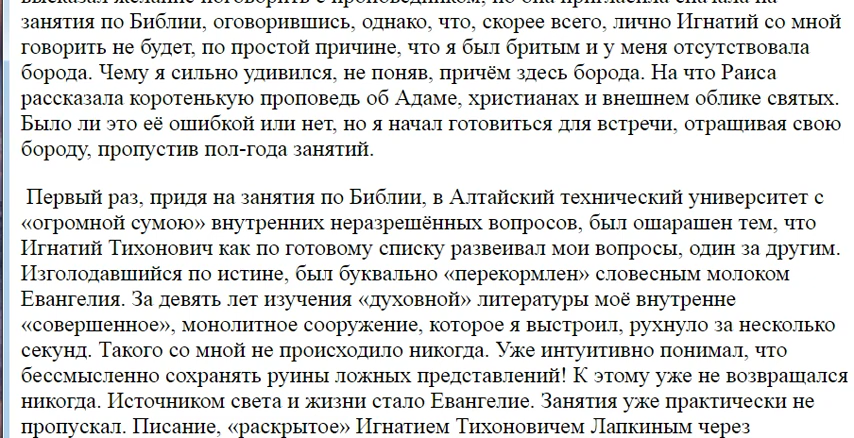 высказал желание поговорить с проповедником, но она пригласила сначала на
занятия по Библии, оговорившись, однако, что, скорее всего, лично Игнатий со мной
говорить не будет, по простой причине, что я был бритым и у меня отсутствовала
борода. Чему я сильно удивился, не поняв, причём здесь борода. На что Раиса
рассказала коротенькую проповедь об Адаме, христианах и внешнем облике святых.
Было ли это её ошибкой или нет, но я начал готовиться для встречи, отращивая свою
бороду, пропустив пол-года занятий.
Первый раз, придя на занятия по Библии, в Алтайский технический университет с
«огромной сумою» внутренних неразрешённых вопросов, был ошарашен тем, что
Игнатий Тихонович как по готовому списку развеивал мои вопросы, один за другим.
Изголодавшийся по истине, был буквально «перекормлен» словесным молоком
Евангелия. За девять лет изучения «духовной» литературы моё внутренне
«совершенное», монолитное сооружение, которое я выстроил, рухнуло за несколько
секунд. Такого со мной не происходило никогда. Уже интуитивно понимал, что
бессмысленно сохранять руины ложных представлений! К этому уже не возвращался
никогда. Источником света и жизни стало Евангелие. Занятия уже практически не
пропускал. Писание, «раскрытое» Игнатием Тихоновичем Лапкиным через